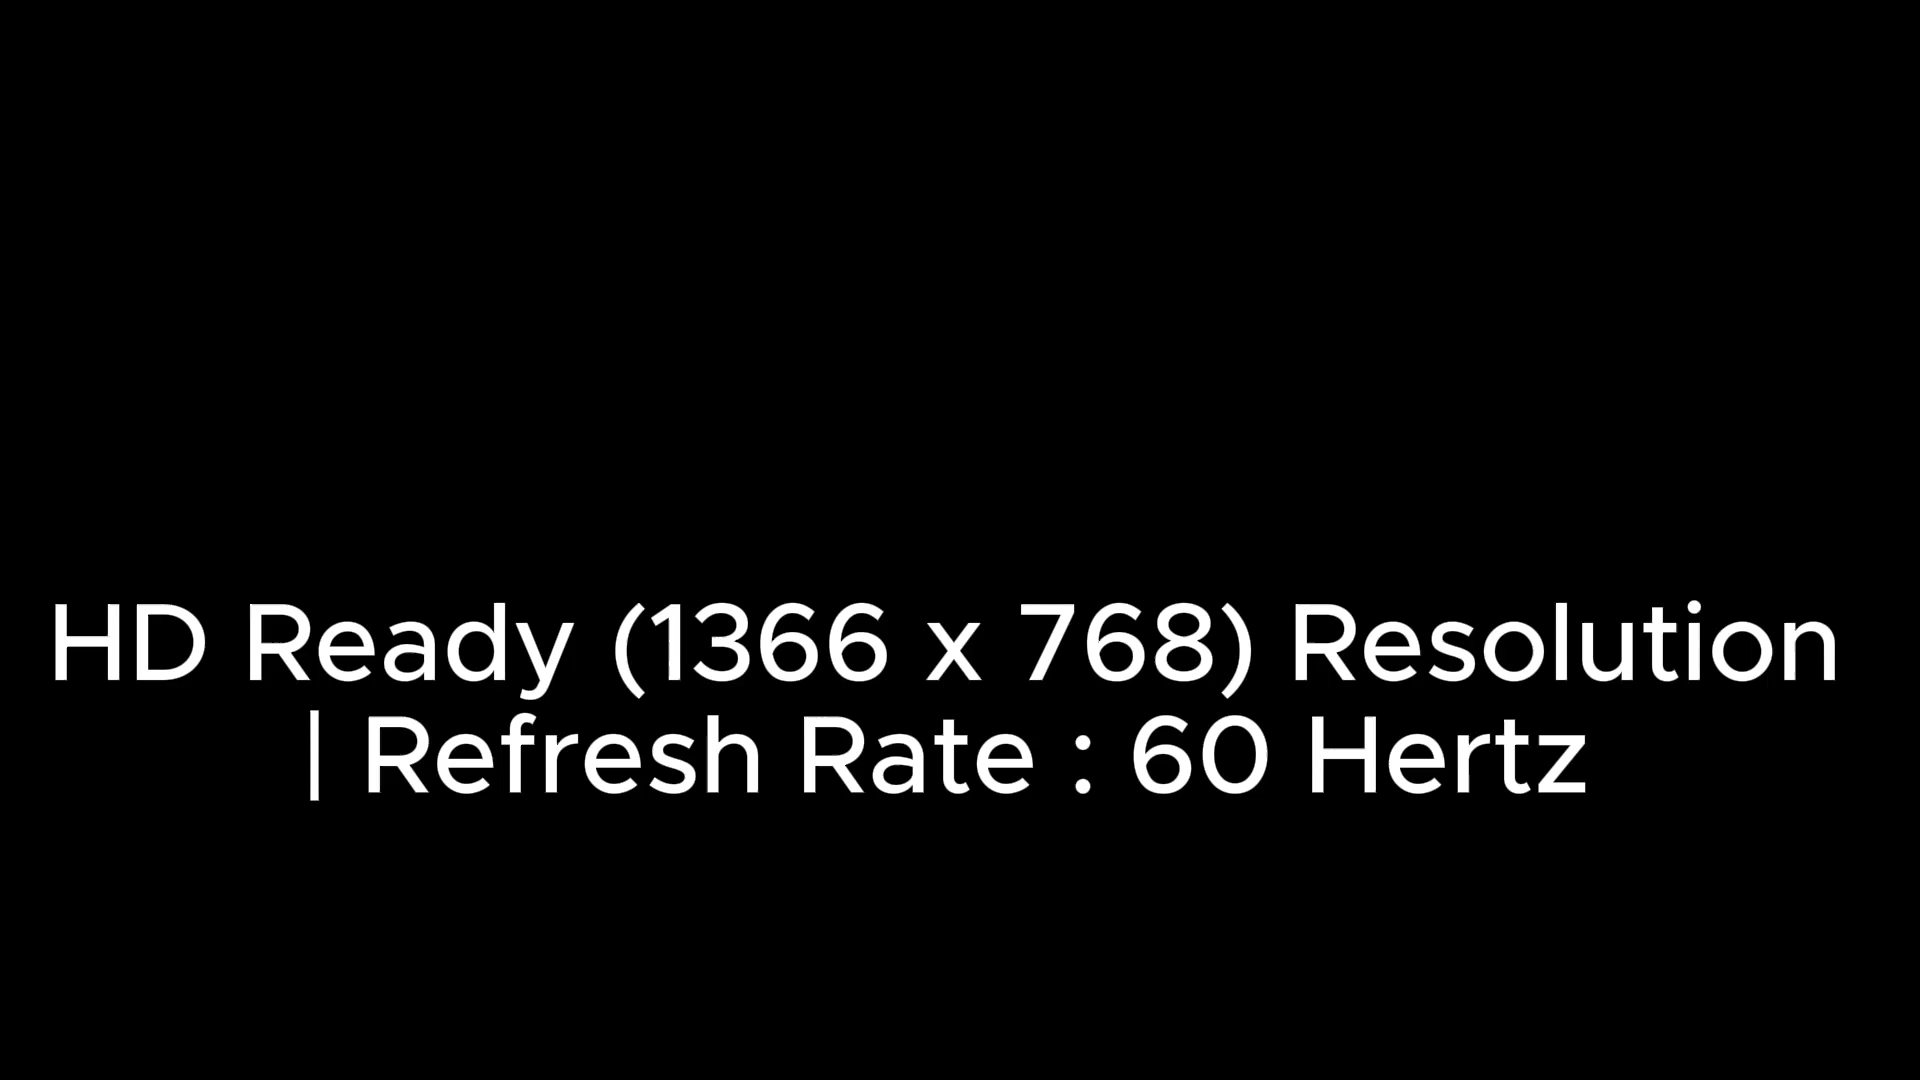 HD Ready (1366 x 768) Resolution
| Refresh Rate : 60 Hertz